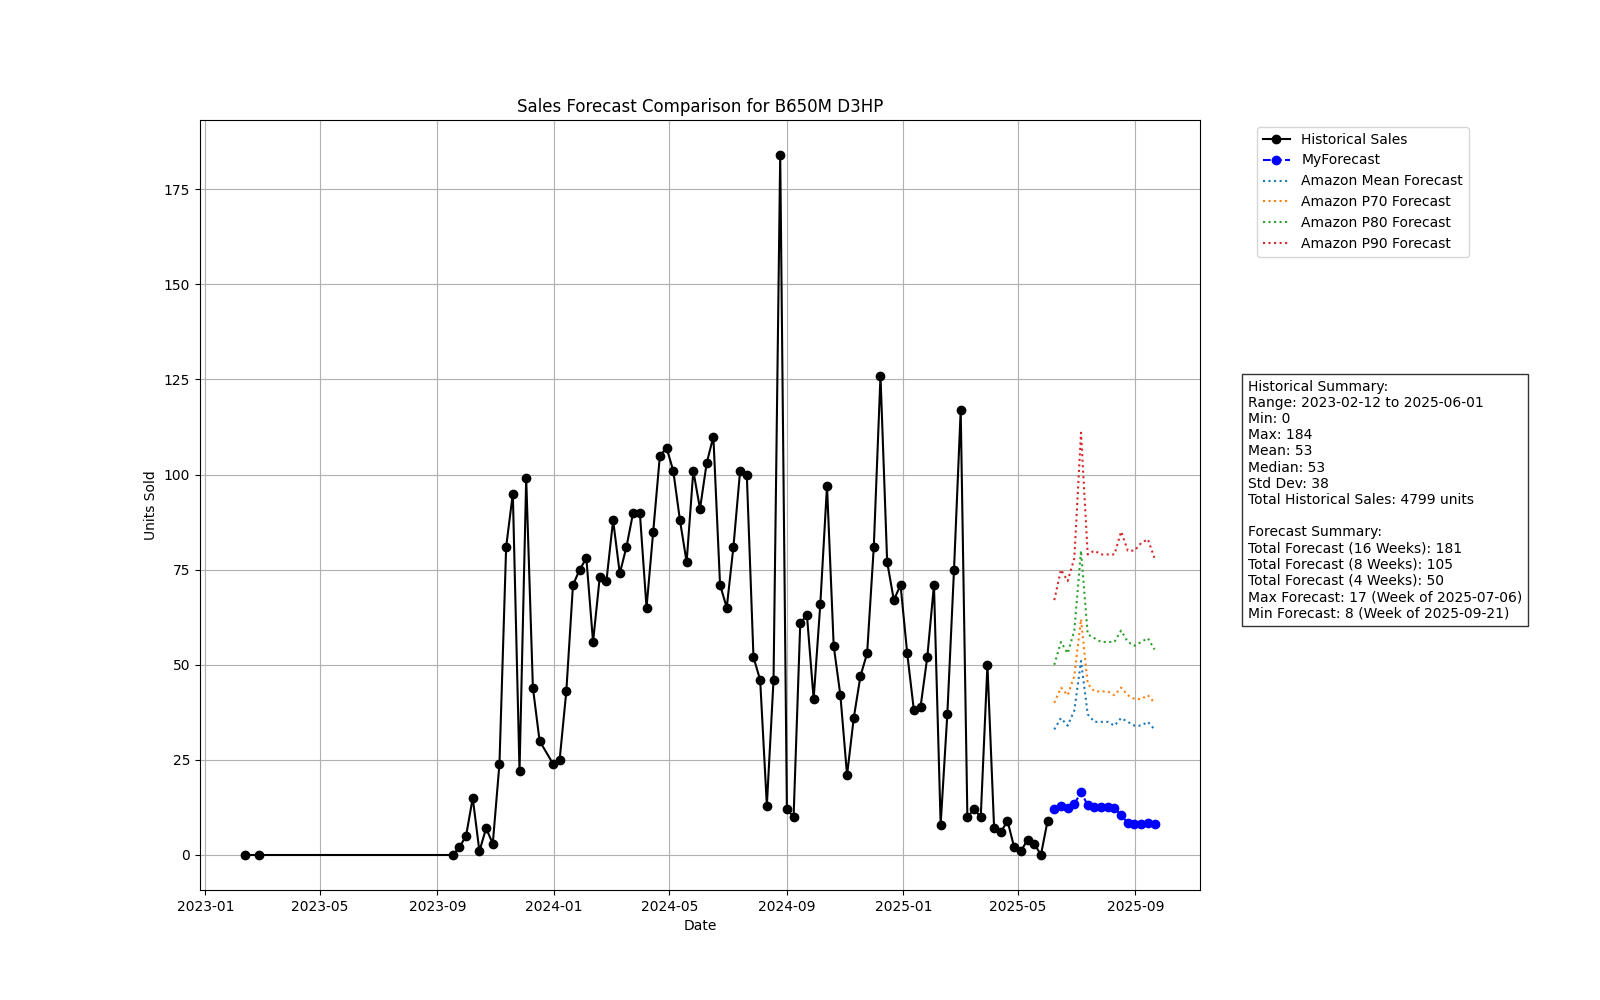 Sales Forecast Comparison for B650M D3HP
Units Sold
175
150
125
100
75
50
25
0
2023-01
2023-05
2023-09
2024-01
2024-05
2024-09
2025-01
2025-05
2025-09
Date
Historical Sales
MyForecast
Amazon Mean Forecast
Amazon P70 Forecast
Amazon P80 Forecast
Amazon P90 Forecast
Historical Summary:
Range: 2023-02-12 to 2025-06-01
Min: 0
Max: 184
Mean: 53
Median: 53
Std Dev: 38
Total Historical Sales: 4799 units
Forecast Summary:
Total Forecast (16 Weeks): 181
Total Forecast (8 Weeks): 105
Total Forecast (4 Weeks): 50
Max Forecast: 17 (Week of 2025-07-06)
Min Forecast: 8 (Week of 2025-09-21)